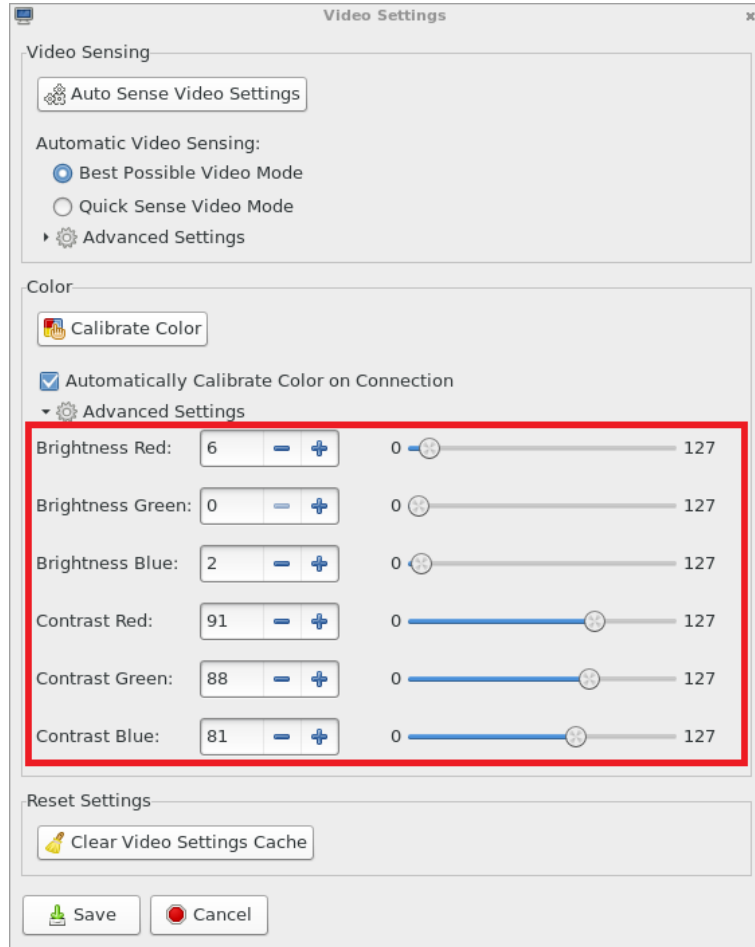 Video Settings
Video Sensing
Auto Sense Video Settings
Automatic Video Sensing:
Best Possible Video Mode
Quick Sense Video Mode
Advanced Settings
Color
Calibrate Color
Automatically Calibrate Color on Connection
Advanced Settings
Brightness Red: 6 0 127
Brightness Green: 0 0 127
Brightness Blue: 2 0 127
Contrast Red: 91 0 127
Contrast Green: 88 0 127
Contrast Blue: 81 0 127
Reset Settings
Clear Video Settings Cache
Save Cancel